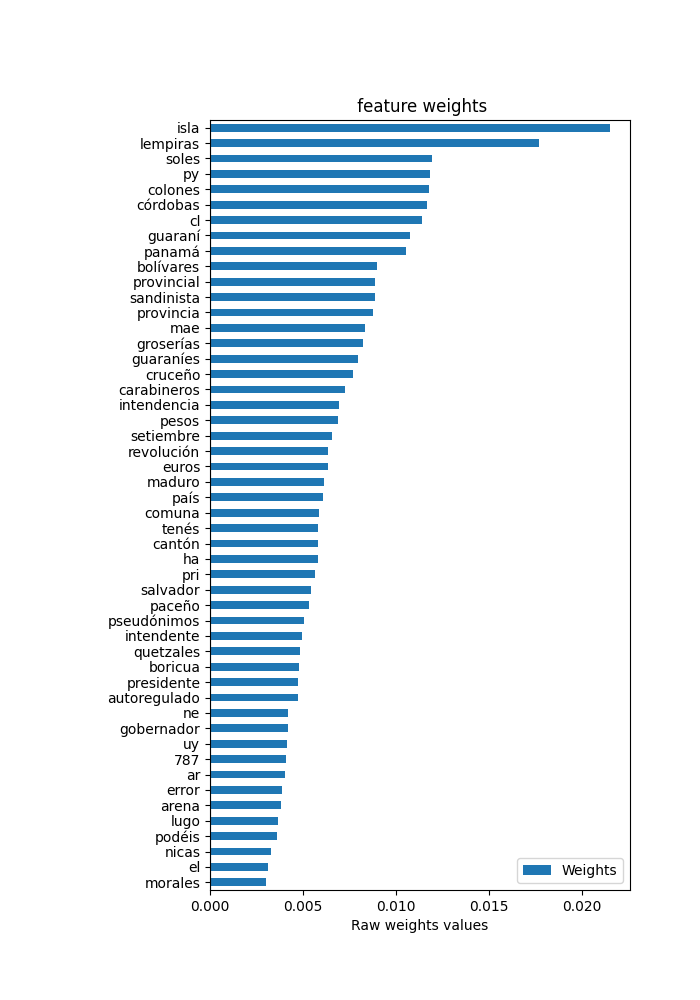 feature weights
isla
lempiras
soles
py
colones
córdobas
cl
guaraní
panamá
bolívares
provincial
sandinista
provincia
mae
groserías
guaraníes
cruceño
carabineros
intendencia
pesos
setiembre
revolución
euros
maduro
país
comuna
tenés
cantón
ha
pri
salvador
paceño
pseudónimos
intendente
quetzales
boricua
presidente
autoregulado
ne
gobernador
uy
787
ar
error
arena
lugo
podéis
nicas
el
morales
Weights
0.000 0.005 0.010 0.015 0.020
Raw weights values